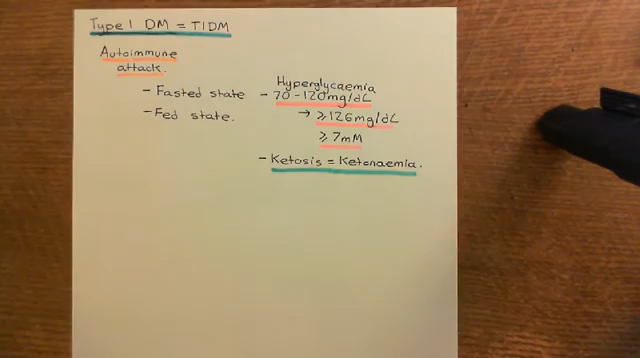 Type 1 DM = T1DM
Autoimmune
attack.
- Fasted state
- Fed state.
Hyperglycaemia
- 70-120mg/dL
→ ≥126mg/dL
≥7mM
- Ketosis = Ketonaemia.